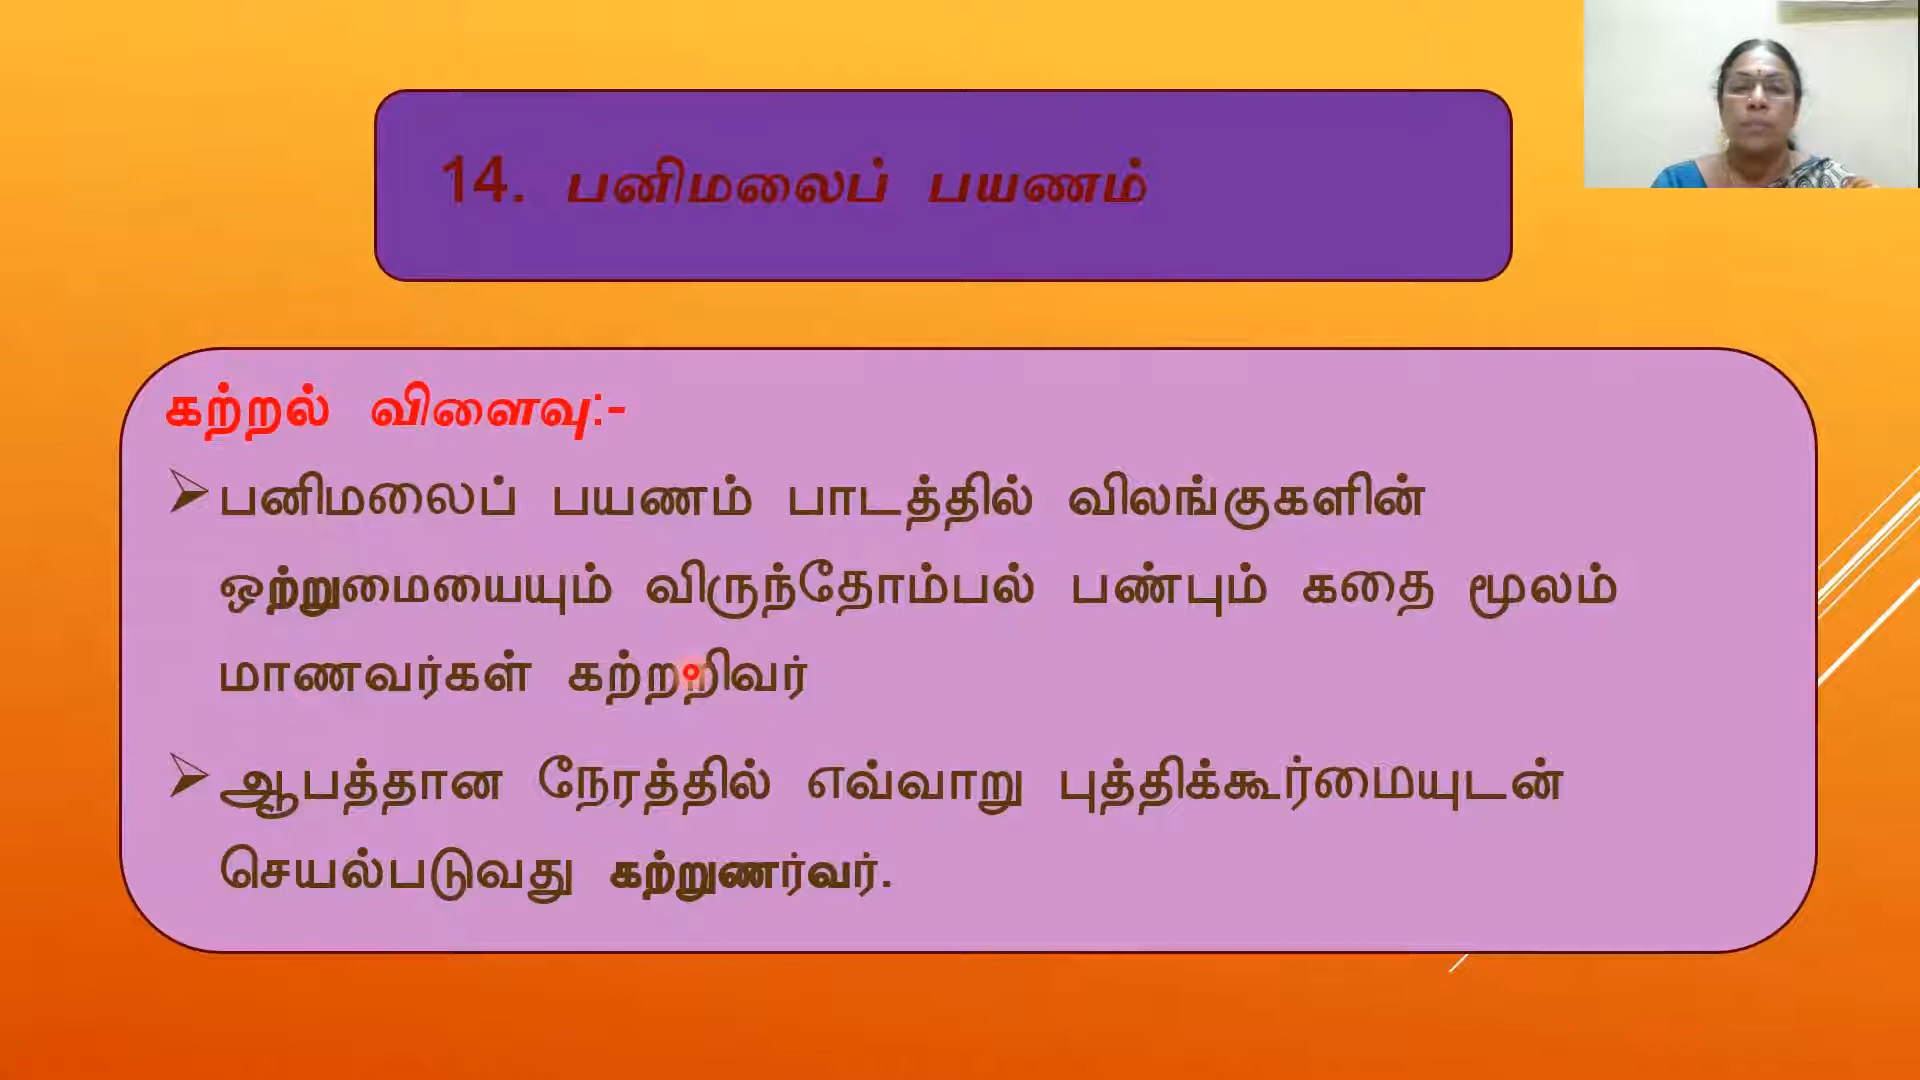 14. பனிமலைப் பயணம்
கற்றல் விளைவு:-
பனிமலைப் பயணம் பாடத்தில் விலங்குகளின்
ஒற்றுமையையும் விருந்தோம்பல் பண்பும் கதை மூலம்
மாணவர்கள் கற்றறிவர்
ஆபத்தான நேரத்தில் எவ்வாறு புத்திக்கூர்மையுடன்
செயல்படுவது கற்றுணர்வர்.